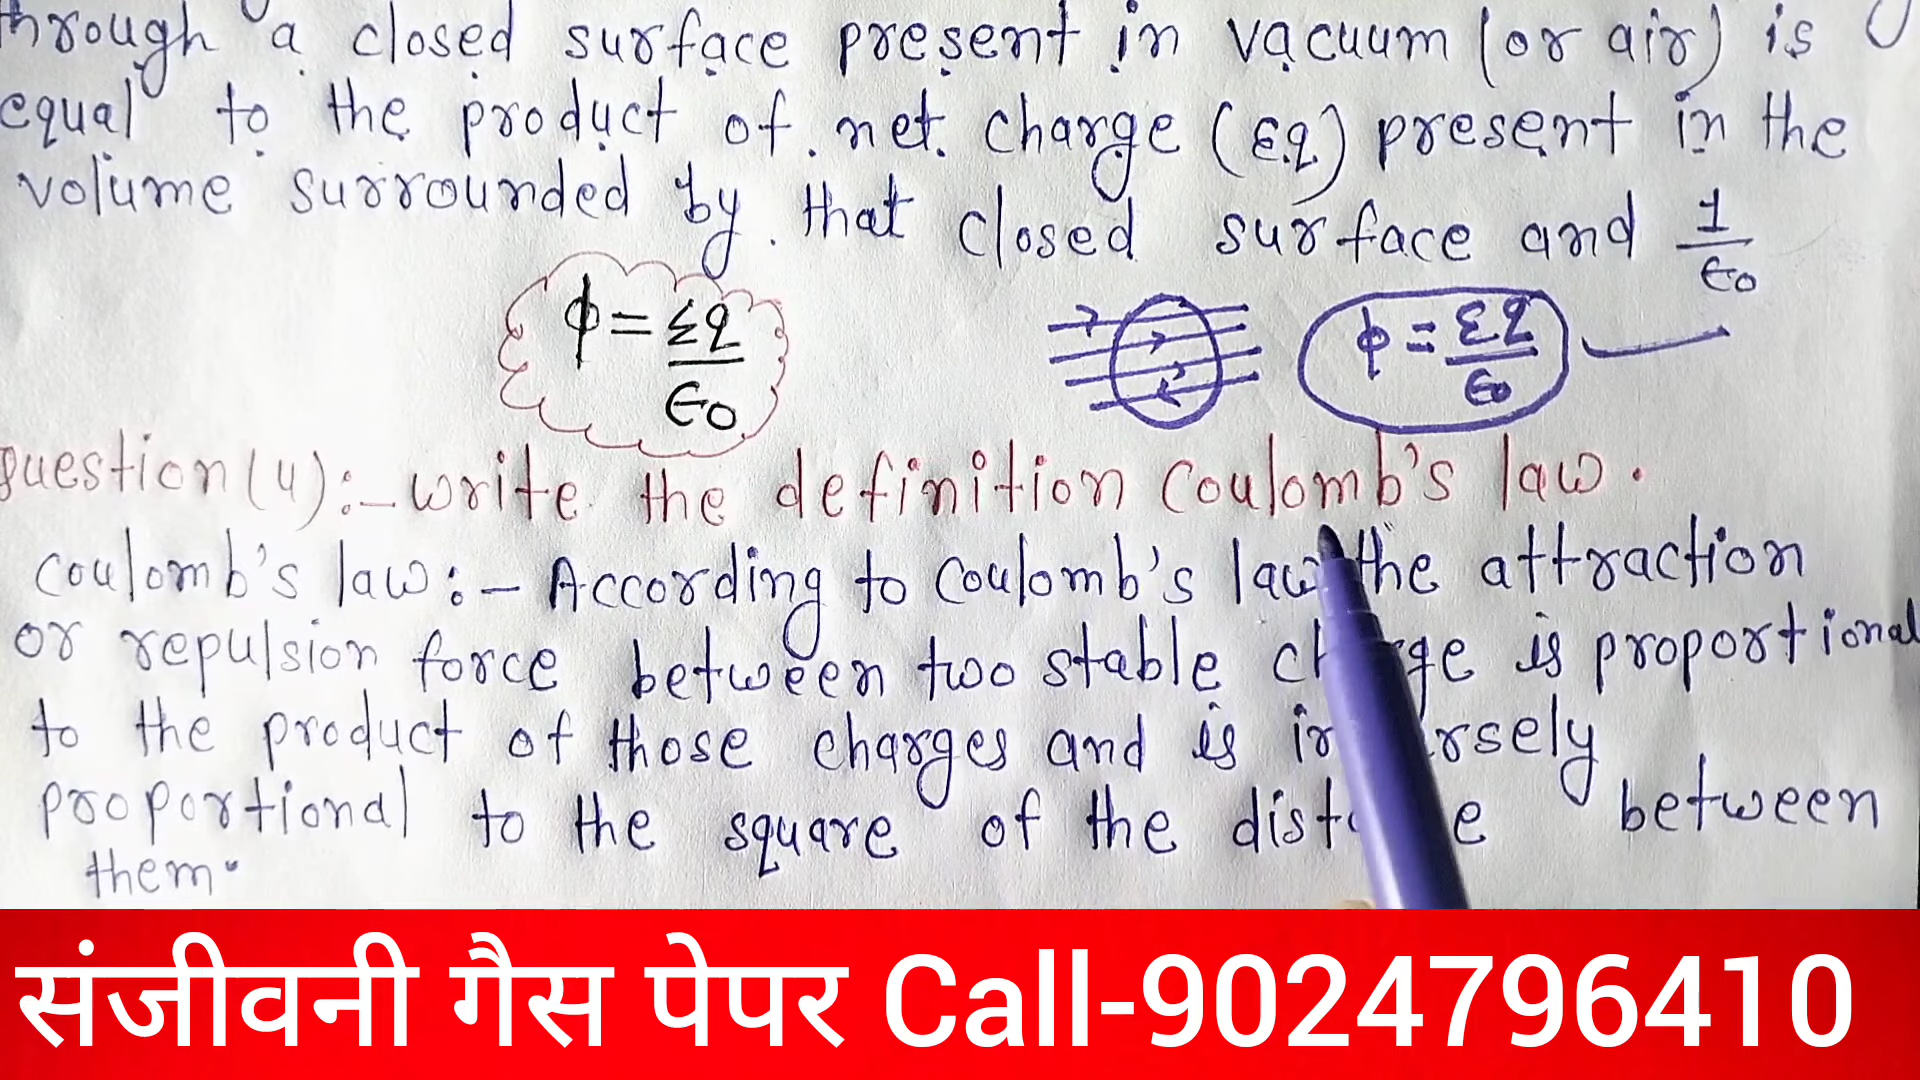 through a closed surface present in vacuum (or air) is
equal to the product of net charge (Σq) present in the
volume surrounded by that closed surface and 1/ϵ0
ϕ = Σq/ϵ0
ϕ = Σq/ϵ0
question(4):- write the definition Coulomb's law.
Coulomb's law:- According to Coulomb's law the attraction
or repulsion force between two stable is proportional
to the product of those charges and is
proportional to the square of the between
them.
संजीवनी गैस पेपर Call-9024796410